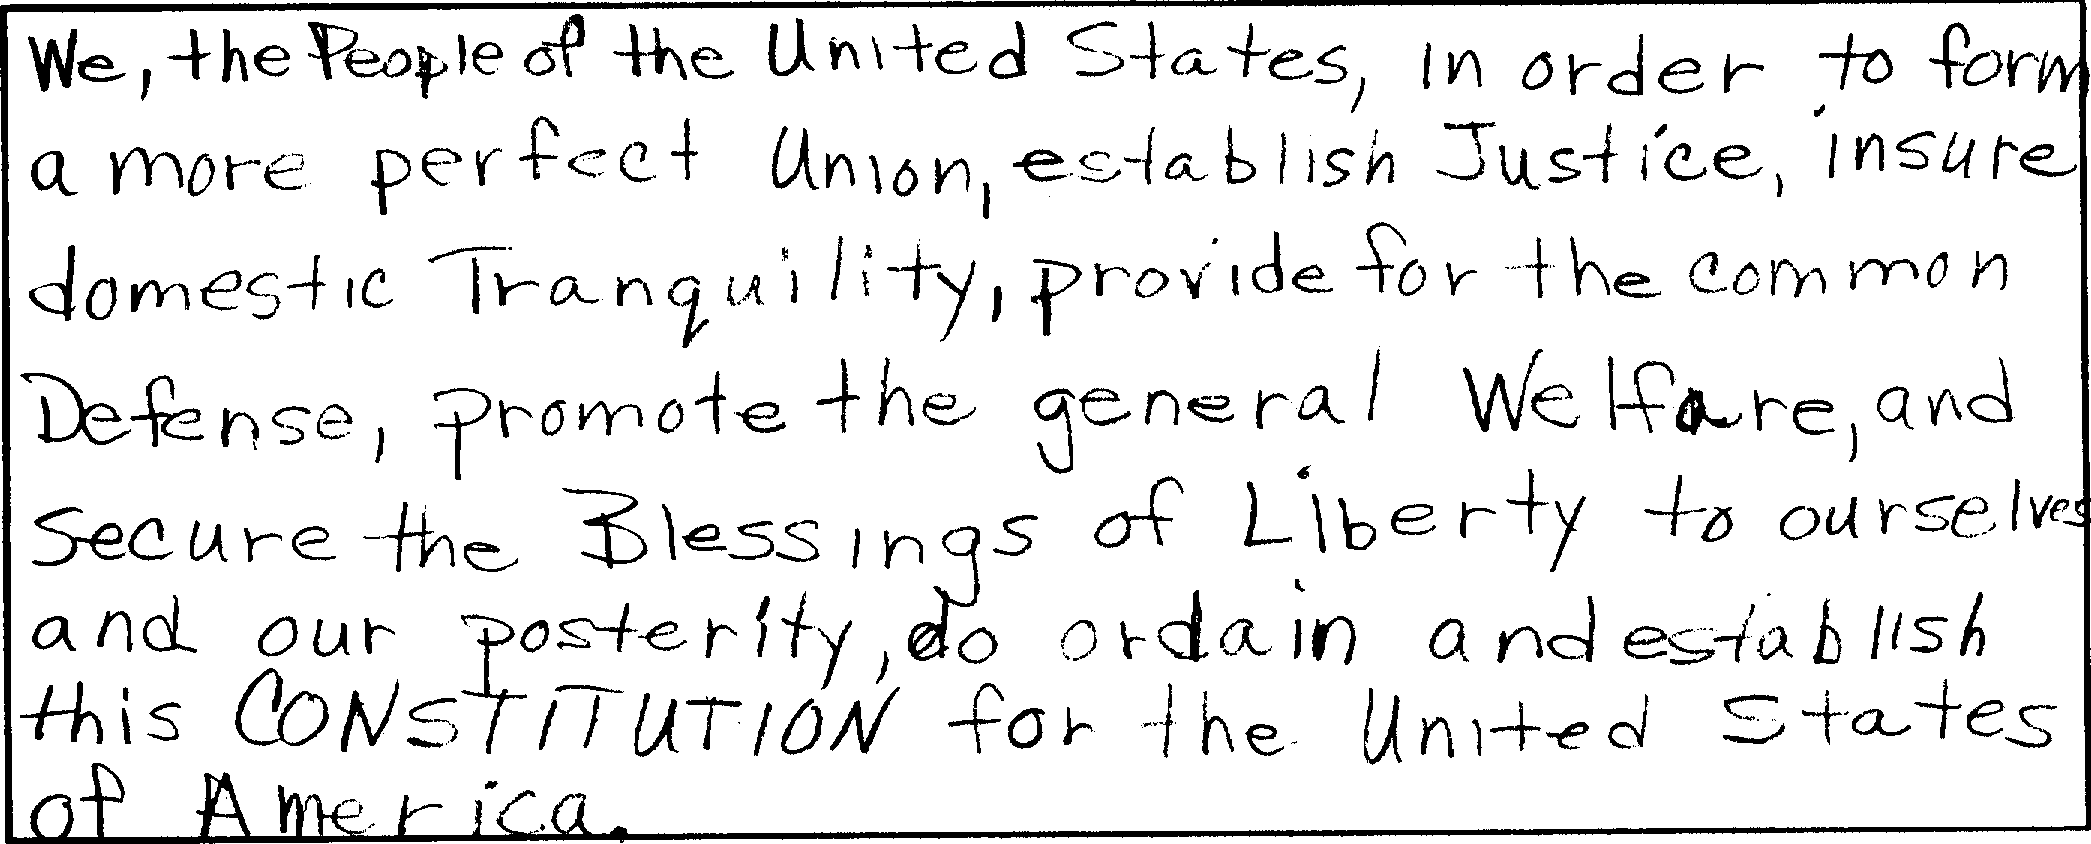 We, the People of the United States, in order to form
a more perfect Union, establish Justice, insure
domestic Tranquility, provide for the common
Defense, promote the general Welfare, and
secure the Blessings of Liberty to ourselves
and our posterity, do ordain and establish
this CONSTITUTION for the United States
of America.